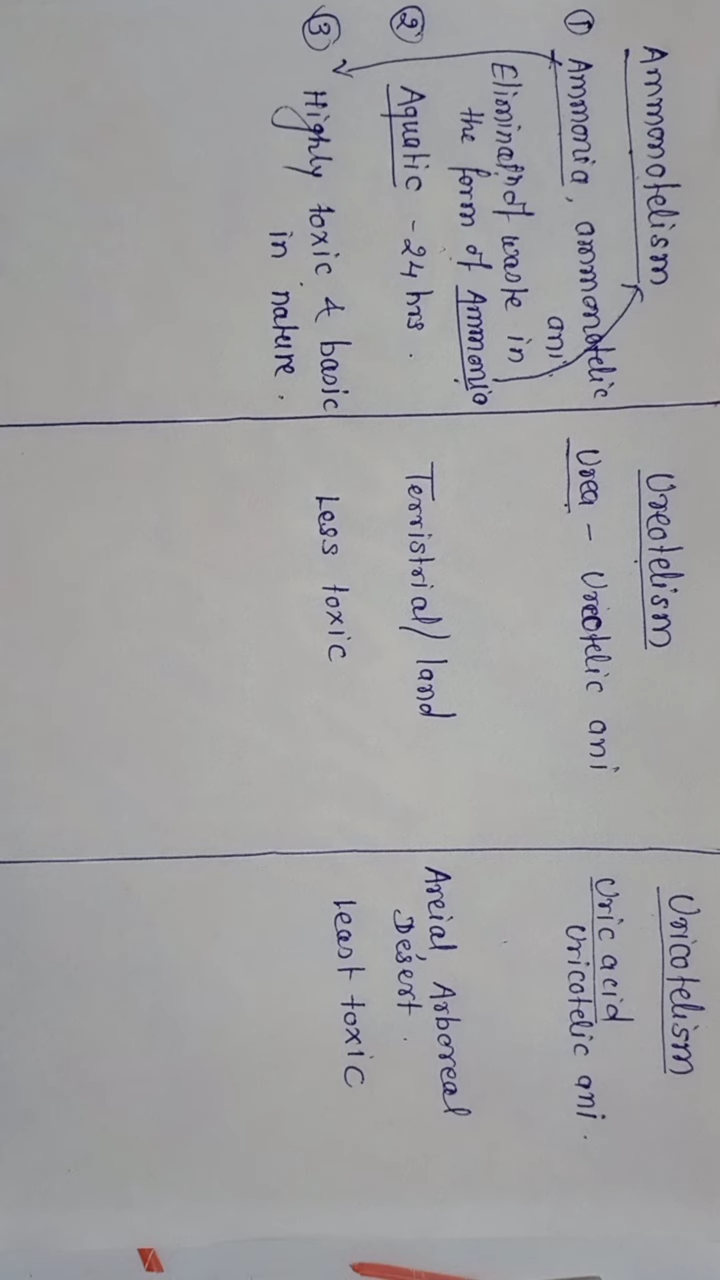 Ammonotelism
① Ammonia, ammonotelic
ani
Eliminatn of waste in
the form of Ammonia
② Aquatic - 24 hrs.
③ Highly toxic & basic
in nature.
Ureotelism
Urea - Ureotelic ani
Terristrial/land
Less toxic
Uricotelism
Uric acid
Uricotelic ani.
Areial, Arboreal
Desert.
Least toxic